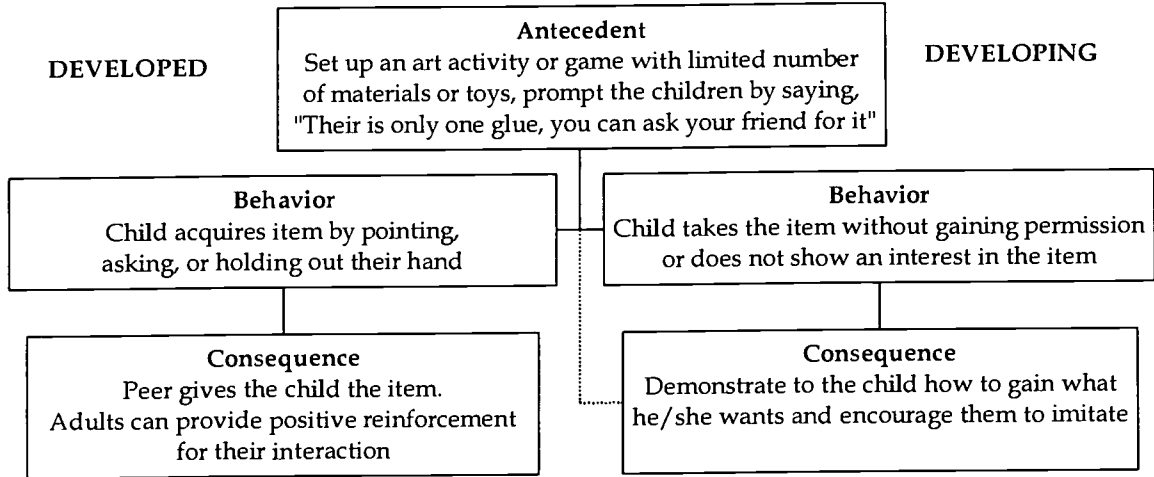 DEVELOPED
Antecedent
Set up an art activity or game with limited number
of materials or toys, prompt the children by saying,
"Their is only one glue, you can ask your friend for it"
DEVELOPING
Behavior
Child acquires item by pointing,
asking, or holding out their hand
Behavior
Child takes the item without gaining permission
or does not show an interest in the item
Consequence
Peer gives the child the item.
Adults can provide positive reinforcement
for their interaction
Consequence
Demonstrate to the child how to gain what
he/she wants and encourage them to imitate